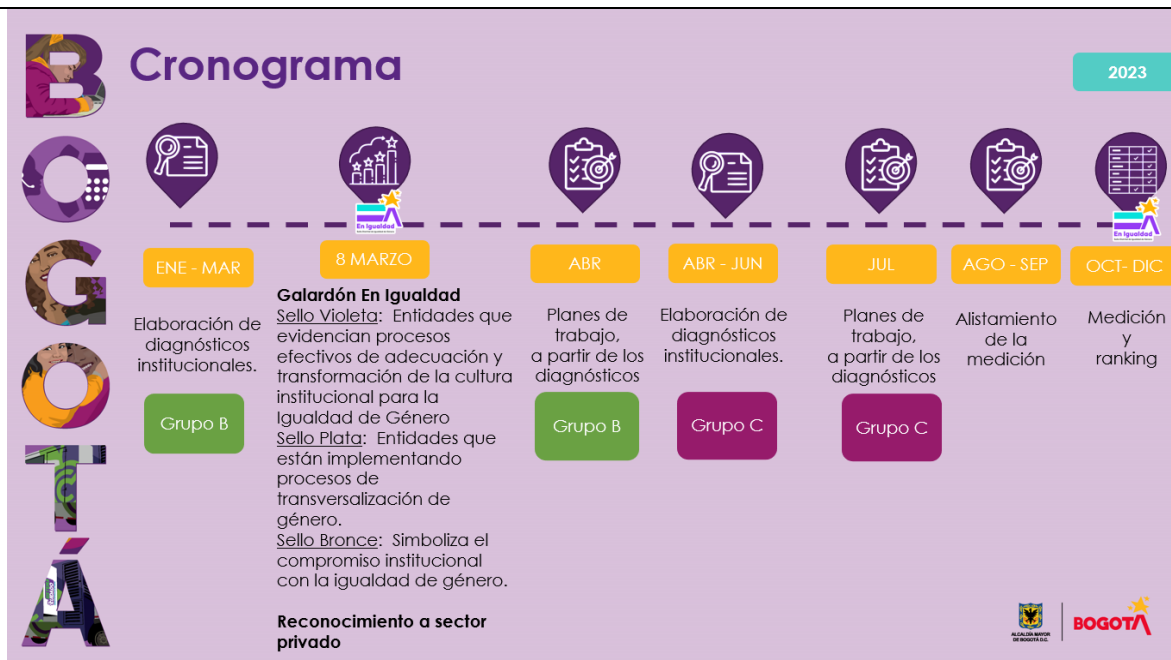 BOGOTÁ
Cronograma
2023
En Igualdad
En Igualdad
ENE - MAR
Elaboración de
diagnósticos
institucionales.
Grupo B
8 MARZO
Galardón En Igualdad
Sello Violeta: Entidades que
evidencian procesos
efectivos de adecuación y
transformación de la cultura
institucional para la
Igualdad de Género
Sello Plata: Entidades que
están implementando
procesos de
transversalización de
género.
Sello Bronce: Simboliza el
compromiso institucional
con la igualdad de género.
Reconocimiento a sector
privado
ABR
Planes de
trabajo,
a partir de los
diagnósticos
Grupo B
ABR - JUN
Elaboración de
diagnósticos
institucionales.
Grupo C
JUL
Planes de
trabajo,
a partir de los
diagnósticos
Grupo C
AGO - SEP
Alistamiento
de la
medición
OCT- DIC
Medición
y
ranking
ALCALDÍA MAYOR
DE BOGOTÁ D.C.
BOGOTÁ